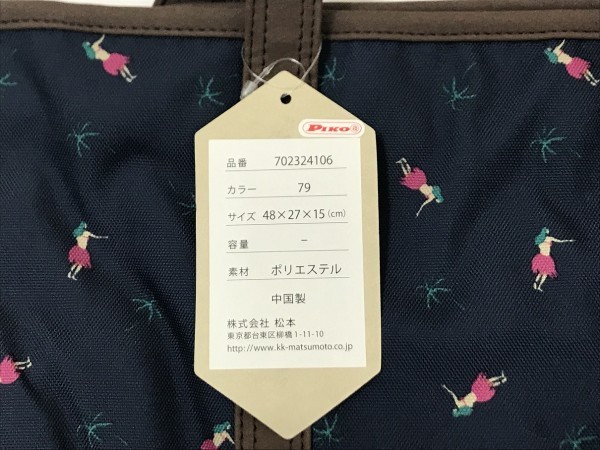 PIKO®
品番 702324106
カラー 79
サイズ 48×27×15(cm)
容量 –
素材 ポリエステル
中国製
株式会社 松本
東京都台東区柳橋1-11-10
http://www.kk-matsumoto.co.jp